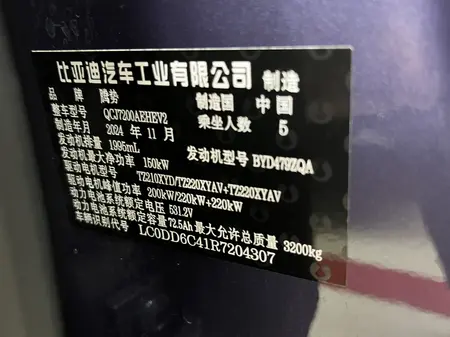 比亚迪汽车工业有限公司 制造
品 牌 腾势 制造国 中国
整车型号 QCJ7200AEHEV2 乘坐人数 5
制造年月 2024 年 11 月
发动机排量 1995mL 发动机型号 BYD479ZQA
发动机最大净功率 150kW
驱动电机型号 TZ210XYD/TZ220XYAV+TZ220XYAV
驱动电机峰值功率 200kW/220kW+220kW
动力电池系统额定电压 531.2V
动力电池系统额定容量 72.5Ah 最大允许总质量 3200kg
车辆识别代号 LC0DD6C41R7204307